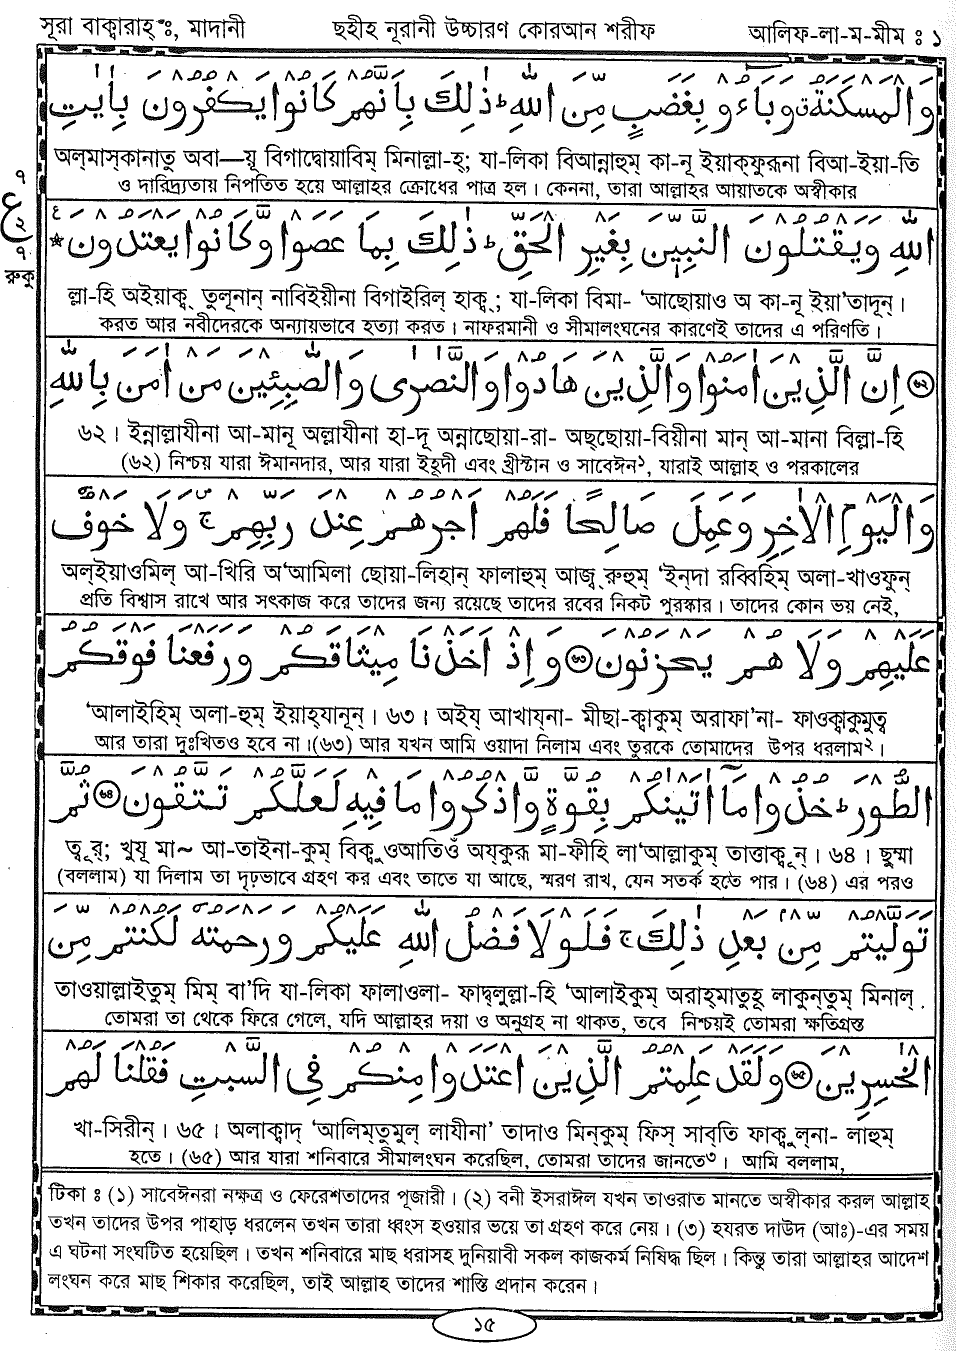 সূরা বাক্বারাহ্ঃ, মাদানী ছহীহ নূরানী উচ্চারণ কোরআন শরীফ আলিফ-লা-ম-মীম ঃ ১
وَالْمَسْكَنَةُ وَبَاءُوْ بِغَضَبٍ مِّنَ اللّٰهِ ؕ ذٰلِكَ بِاَنَّهُمْ كَانُوْا يَكْفُرُوْنَ بِاٰيٰتِ
অল্‌মাস্‌কানাতু অবা—য়ূ বিগাদ্বোয়াবিম্ মিনাল্লা-হ্; যা-লিকা বিআন্নাহুম্ কা-নূ ইয়াক্‌ফুরূনা বিআ-ইয়া-তি
ও দারিদ্র্যতায় নিপতিত হয়ে আল্লাহর ক্রোধের পাত্র হল। কেননা, তারা আল্লাহর আয়াতকে অস্বীকার
৭
ع
২
৭
রুকু
اللّٰهِ وَيَقْتُلُوْنَ النَّبِيّٖنَ بِغَيْرِ الْحَقِّ ؕ ذٰلِكَ بِمَا عَصَوْا وَّكَانُوْا يَعْتَدُوْنَ
ল্লা-হি অইয়াক্ব্ তুলূনান্ নাবিইয়ীনা বিগাইরিল্ হাক্ব্; যা-লিকা বিমা- ‘আছোয়াও অ কা-নূ ইয়া’তাদূন্।
করত আর নবীদেরকে অন্যায়ভাবে হত্যা করত। নাফরমানী ও সীমালংঘনের কারণেই তাদের এ পরিণতি।
৬২ اِنَّ الَّذِيْنَ اٰمَنُوْا وَالَّذِيْنَ هَادُوْا وَالنَّصٰرٰى وَالصّٰبِـِٕيْنَ مَنْ اٰمَنَ بِاللّٰهِ
৬২। ইন্নাল্লাযীনা আ-মানূ অল্লাযীনা হা-দূ অন্নাছোয়া-রা- অছ্‌ছোয়া-বিয়ীনা মান্ আ-মানা বিল্লা-হি
(৬২) নিশ্চয় যারা ঈমানদার, আর যারা ইহূদী এবং খ্রীস্টান ও সাবেঈন১, যারাই আল্লাহ ও পরকালের
وَالْيَوْمِ الْاٰخِرِ وَعَمِلَ صَالِحًا فَلَهُمْ اَجْرُهُمْ عِنْدَ رَبِّهِمْ ۚ وَلَا خَوْفٌ
অল্‌ইয়াওমিল্ আ-খিরি অ‘আমিলা ছোয়া-লিহান্ ফালাহুম্ আজ্ব রুহুম্ ‘ইন্‌দা রব্বিহিম্ অলা-খাওফুন্
প্রতি বিশ্বাস রাখে আর সৎকাজ করে তাদের জন্য রয়েছে তাদের রবের নিকট পুরস্কার। তাদের কোন ভয় নেই,
عَلَيْهِمْ وَلَا هُمْ يَحْزَنُوْنَ ৬৩ وَاِذْ اَخَذْنَا مِيْثَاقَكُمْ وَرَفَعْنَا فَوْقَكُمُ
‘আলাইহিম্ অলা-হুম্ ইয়াহ্‌যানূন্। ৬৩। অইয্ আখায্‌না- মীছা-ক্বাকুম্ অরাফা’না- ফাওক্বাকুমুত্ব
আর তারা দুঃখিতও হবে না।(৬৩) আর যখন আমি ওয়াদা নিলাম এবং তুরকে তোমাদের উপর ধরলাম২।
الطُّوْرَ ؕ خُذُوْا مَآ اٰتَيْنٰكُمْ بِقُوَّةٍ وَّاذْكُرُوْا مَا فِيْهِ لَعَلَّكُمْ تَتَّقُوْنَ ৬৪ ثُمَّ
ত্বূর্; খুযূ মা~ আ-তাইনা-কুম্ বিক্বুওআতিওঁ অয্‌কুরূ মা-ফীহি লা‘আল্লাকুম্ তাত্তাক্বূন্। ৬৪। ছুম্মা
(বললাম) যা দিলাম তা দৃঢ়ভাবে গ্রহণ কর এবং তাতে যা আছে, স্মরণ রাখ, যেন সতর্ক হতে পার। (৬৪) এর পরও
تَوَلَّيْتُمْ مِّنْ بَعْدِ ذٰلِكَ ۚ فَلَوْلَا فَضْلُ اللّٰهِ عَلَيْكُمْ وَرَحْمَتُهٗ لَكُنْتُمْ مِّنَ
তাওয়াল্লাইতুম্ মিম্ বা’দি যা-লিকা ফালাওলা- ফাদ্বলুল্লা-হি ‘আলাইকুম্ অরাহ্‌মাতুহূ লাকুন্‌তুম্ মিনাল্
তোমরা তা থেকে ফিরে গেলে, যদি আল্লাহর দয়া ও অনুগ্রহ না থাকত, তবে নিশ্চয়ই তোমরা ক্ষতিগ্রস্ত
الْخٰسِرِيْنَ ৬৫ وَلَقَدْ عَلِمْتُمُ الَّذِيْنَ اعْتَدَوْا مِنْكُمْ فِى السَّبْتِ فَقُلْنَا لَهُمْ
খা-সিরীন্। ৬৫। অলাক্বাদ্ ‘আলিম্‌তুমুল্ লাযীনা’ তাদাও মিন্‌কুম্ ফিস্ সাব্‌তি ফাক্বুল্‌না- লাহুম্
হতে। (৬৫) আর যারা শনিবারে সীমালংঘন করেছিল, তোমরা তাদের জানতে৩। আমি বললাম,
টিকা ঃ (১) সাবেঈনরা নক্ষত্র ও ফেরেশতাদের পূজারী। (২) বনী ইসরাঈল যখন তাওরাত মানতে অস্বীকার করল আল্লাহ
তখন তাদের উপর পাহাড় ধরলেন তখন তারা ধ্বংস হওয়ার ভয়ে তা গ্রহণ করে নেয়। (৩) হযরত দাউদ (আঃ)-এর সময়
এ ঘটনা সংঘটিত হয়েছিল। তখন শনিবারে মাছ ধরাসহ দুনিয়াবী সকল কাজকর্ম নিষিদ্ধ ছিল। কিন্তু তারা আল্লাহর আদেশ
লংঘন করে মাছ শিকার করেছিল, তাই আল্লাহ তাদের শাস্তি প্রদান করেন।
১৫